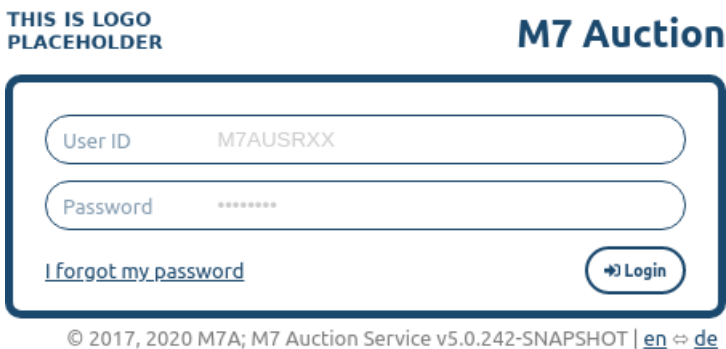 THIS IS LOGO
PLACEHOLDER
M7 Auction
User ID M7AUSRXX
Password ••••••••
I forgot my password Login
© 2017, 2020 M7A; M7 Auction Service v5.0.242-SNAPSHOT | en ⇔ de